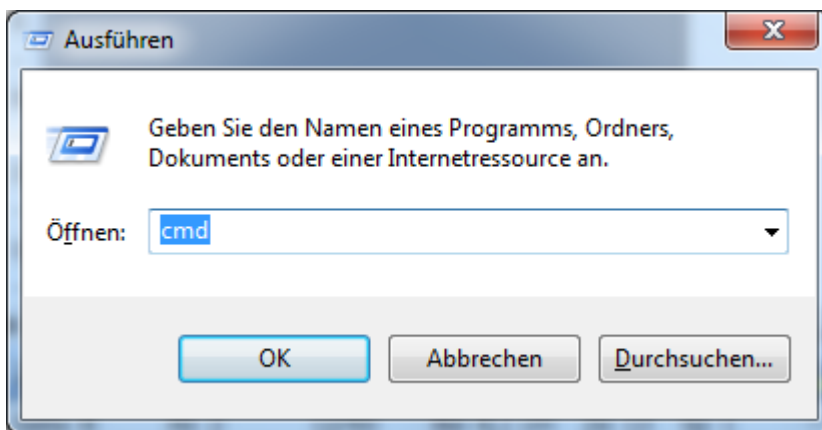 Ausführen
Geben Sie den Namen eines Programms, Ordners,
Dokuments oder einer Internetressource an.
Öffnen: cmd
OK Abbrechen Durchsuchen...